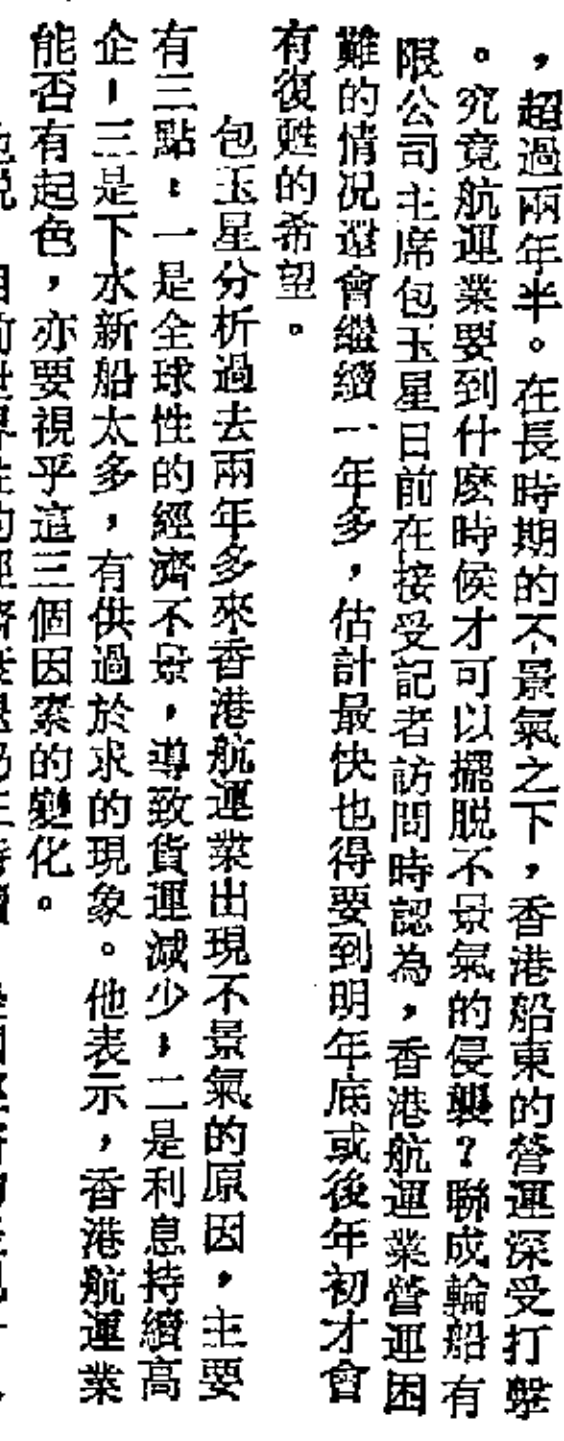 ，超過兩年半。在長時期的不景氣之下，香港船東的營運深受打擊
。究竟航運業要到什麼時候才可以擺脫不景氣的侵襲？聯成輪船有
限公司主席包玉星日前在接受記者訪問時認為，香港航運業營運困
難的情況還會繼續一年多，估計最快也得要到明年底或後年初才會
有復甦的希望。
包玉星分析過去兩年多來香港航運業出現不景氣的原因，主要
有三點：一是全球性的經濟不景，導致貨運減少，二是利息持續高
企，三是下水新船太多，有供過於求的現象。他表示，香港航運業
能否有起色，亦要視乎這三個因素的變化。